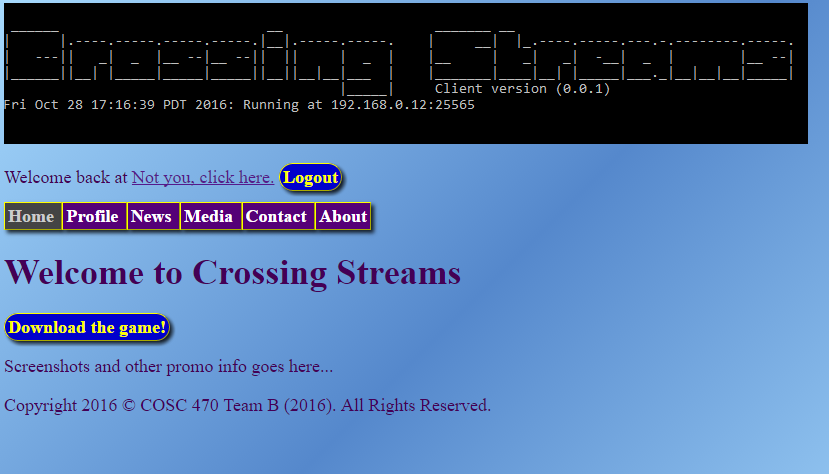 Crossing Streams
Client version (0.0.1)
Fri Oct 28 17:16:39 PDT 2016: Running at 192.168.0.12:25565
Welcome back at Not you, click here. Logout
Home Profile News Media Contact About
Welcome to Crossing Streams
Download the game!
Screenshots and other promo info goes here...
Copyright 2016 © COSC 470 Team B (2016). All Rights Reserved.